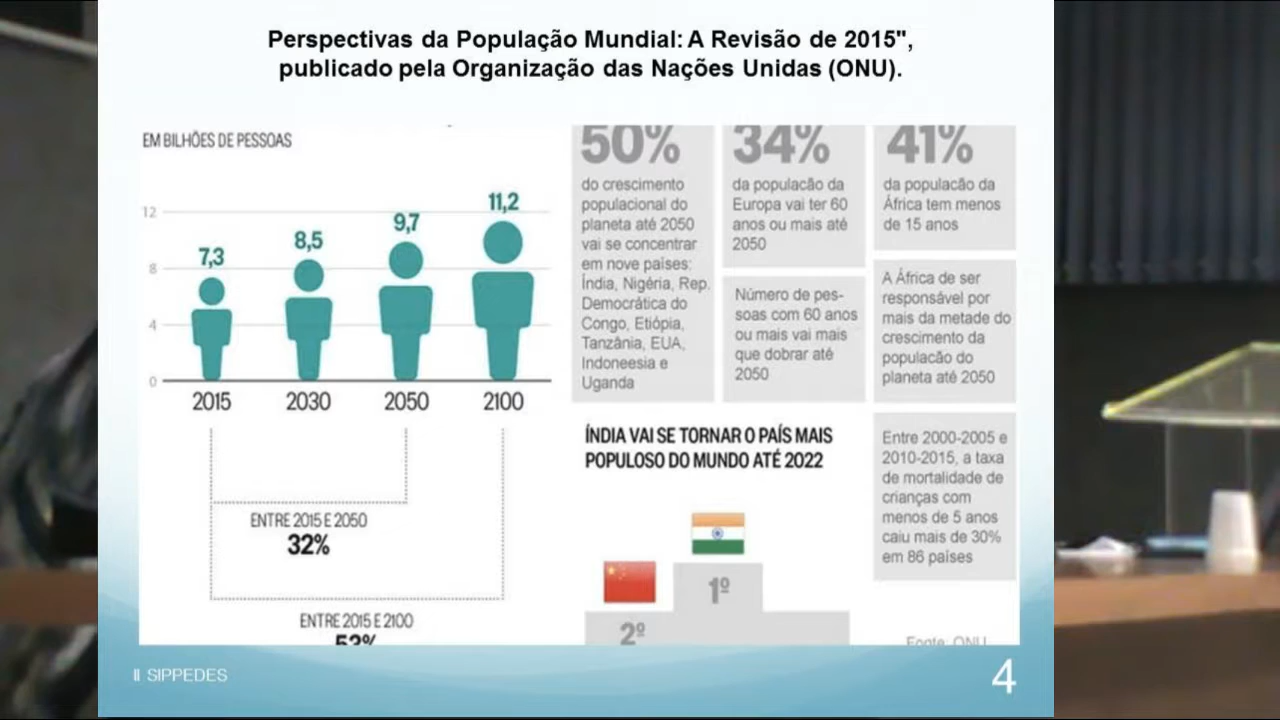 Perspectivas da População Mundial: A Revisão de 2015",
publicado pela Organização das Nações Unidas (ONU).
EM BILHÕES DE PESSOAS
12
8
4
0
7,3
8,5
9,7
11,2
2015
2030
2050
2100
ENTRE 2015 E 2050
32%
ENTRE 2015 E 2100
53%
50%
do crescimento
populacional do
planeta até 2050
vai se concentrar
em nove países:
Índia, Nigéria, Rep.
Democrática do
Congo, Etiópia,
Tanzânia, EUA,
Indoneesia e
Uganda
34%
da população da
Europa vai ter 60
anos ou mais até
2050
Número de pes-
soas com 60 anos
ou mais vai mais
que dobrar até
2050
41%
da população da
África tem menos
de 15 anos
A África de ser
responsável por
mais da metade do
crescimento da
população do
planeta até 2050
Entre 2000-2005 e
2010-2015, a taxa
de mortalidade de
crianças com
menos de 5 anos
caiu mais de 30%
em 86 países
ÍNDIA VAI SE TORNAR O PAÍS MAIS
POPULOSO DO MUNDO ATÉ 2022
1º
2º
Fonte: ONU
II SIPPEDES
4